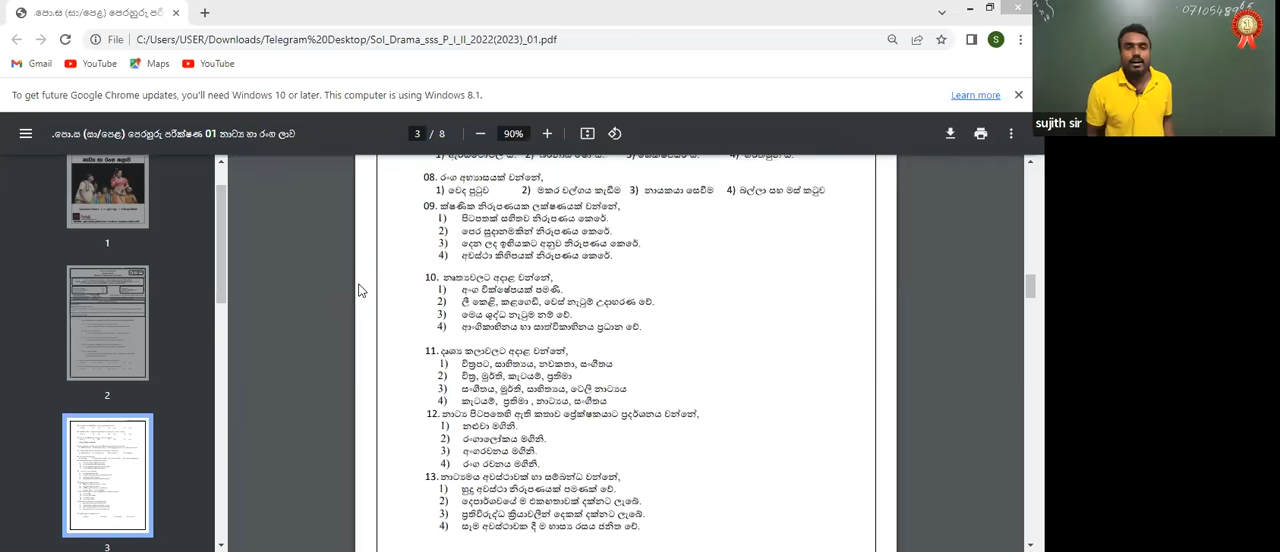 .පො.ස (සා/පෙළ) පෙරහුරු පරී
File
C:/Users/USER/Downloads/Telegram%20Desktop/Sol_Drama_sss_P_I_II_2022(2023)_01.pdf
S
Gmail YouTube Maps YouTube
To get future Google Chrome updates, you'll need Windows 10 or later. This computer is using Windows 8.1.
Learn more
sujith sir
.පො.ස (සා/පෙළ) පෙරහුරු පරීක්ෂණ 01 නාට්‍ය හා රංග ලාව
3 / 8
90%
08. රංග අභ්‍යාසයක් වන්නේ,
1) වෙද පුටුව 2) මකර වල්ගය කැඩීම 3) නායකයා සෙවීම 4) බල්ලා සහ මස් කටුව
09. ක්ෂණික නිරූපණයක ලක්ෂණයක් වන්නේ,
1) පිටපතක් සහිතව නිරූපණය කෙරේ.
2) පෙර සූදානමකින් නිරූපණය කෙරේ.
3) දෙන ලද ඉඟියකට අනුව නිරූපණය කෙරේ.
4) අවස්ථා කිහිපයක් නිරූපණය කෙරේ.
10. නෘත්‍යවලට අදාළ වන්නේ,
1) අංග වික්ෂේපයක් පමණි.
2) ලී කෙළි, කළගෙඩි, වෙස් නැටුම් උදාහරණ වේ.
3) මෙය ශුද්ධ නැටුම නම් වේ.
4) ආංගිකාභිනය හා සාත්විකාභිනය ප්‍රධාන වේ.
11. දෘශ්‍ය කලාවලට අදාළ වන්නේ,
1) චිත්‍රපට, සාහිත්‍යය, නවකතා, සංගීතය
2) චිත්‍ර, මූර්ති, කැටයම්, ප්‍රතිමා
3) සංගීතය, මූර්ති, සාහිත්‍යය, ටෙලි නාට්‍යය
4) කැටයම්, ප්‍රතිමා , නාට්‍යය, සංගීතය
12. නාට්‍ය පිටපතෙහි ඇති කතාව ප්‍රේක්ෂකයාට ප්‍රදර්ශනය වන්නේ,
1) නළුවා මගිනි.
2) රංගාලෝකය මගිනි.
3) අංගරචනය මගිනි.
4) රංග රචනය මගිනි.
13. නාට්‍යමය අවස්ථාවක් හා සම්බන්ධ වන්නේ,
1) හුදු අවස්ථා නිරූපණයක් පමණක් වේ.
2) දෙපාර්ශවයේ ම එකඟතාවක් දක්නට ලැබේ.
3) ප්‍රතිවිරුද්ධ ක්‍රියාවලීන් දෙකක් දක්නට ලැබේ.
4) සෑම අවස්ථාවක දී ම හාස්‍ය රසය ජනිත වේ.
1
2
3